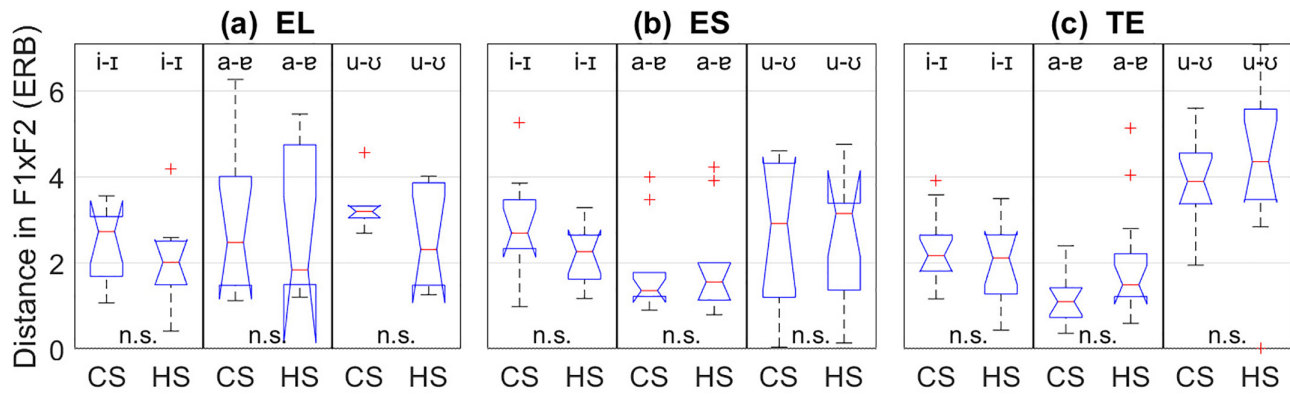 (a) EL (b) ES (c) TE
i-ɪ i-ɪ a-ɐ a-ɐ u-ʊ u-ʊ i-ɪ i-ɪ a-ɐ a-ɐ u-ʊ u-ʊ i-ɪ i-ɪ a-ɐ a-ɐ u-ʊ u-ʊ
Distance in F1xF2 (ERB)
6
4
2
0
n.s. n.s. n.s. n.s. n.s. n.s. n.s. n.s.
CS HS CS HS CS HS CS HS CS HS CS HS CS HS CS HS CS HS